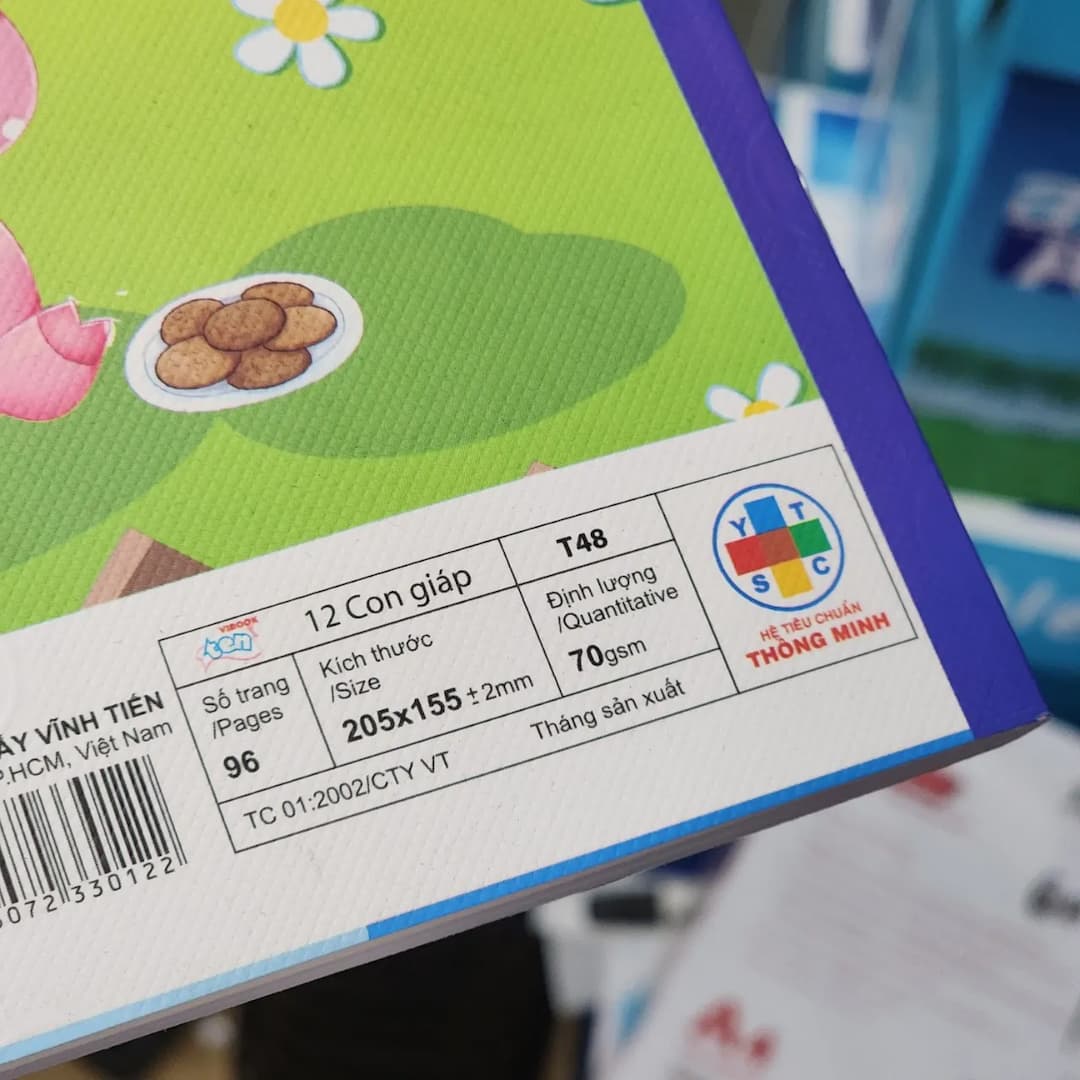 VIBOOK
ten
12 Con giáp
T48
Số trang
/Pages
96
Kích thước
/Size
205x155 ±2mm
Định lượng
/Quantitative
70gsm
TC 01:2002/CTY VT
Tháng sản xuất
Y T
S C
HỆ TIÊU CHUẨN
THÔNG MINH
VĨNH TIẾN
P.HCM, Việt Nam
072 330122
A4